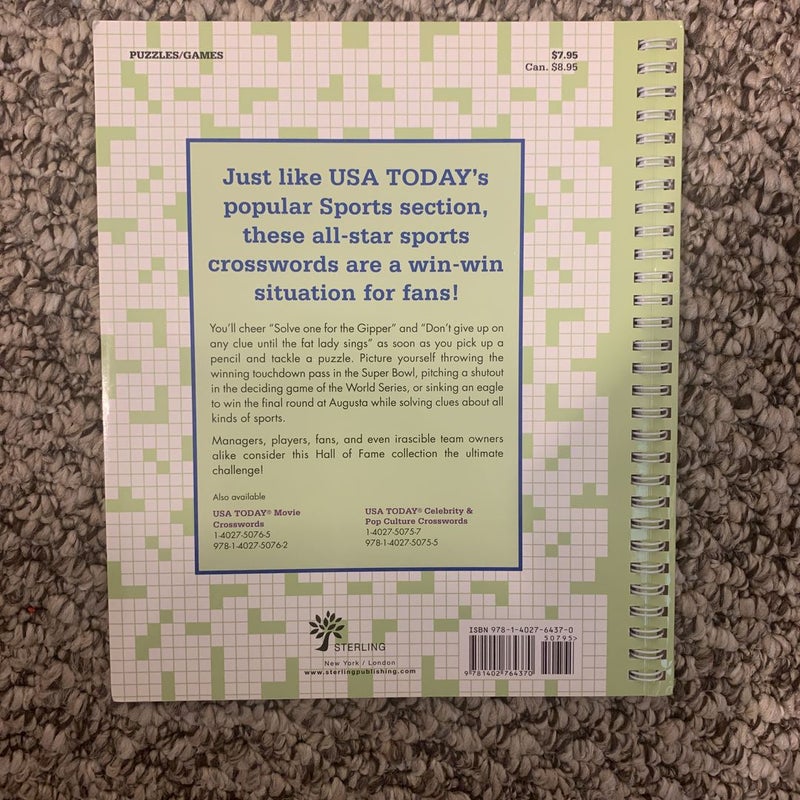 PUZZLES/GAMES
$7.95
Can. $8.95
Just like USA TODAY's
popular Sports section,
these all-star sports
crosswords are a win-win
situation for fans!
You'll cheer “Solve one for the Gipper” and “Don't give up on
any clue until the fat lady sings” as soon as you pick up a
pencil and tackle a puzzle. Picture yourself throwing the
winning touchdown pass in the Super Bowl, pitching a shutout
in the deciding game of the World Series, or sinking an eagle
to win the final round at Augusta while solving clues about all
kinds of sports.
Managers, players, fans, and even irascible team owners
alike consider this Hall of Fame collection the ultimate
challenge!
Also available
USA TODAY® Movie
Crosswords
1-4027-5076-5
978-1-4027-5076-2
USA TODAY® Celebrity &
Pop Culture Crosswords
1-4027-5075-7
978-1-4027-5075-5
STERLING
New York / London
www.sterlingpublishing.com
ISBN 978-1-4027-6437-0
50795>
9 781402 764370